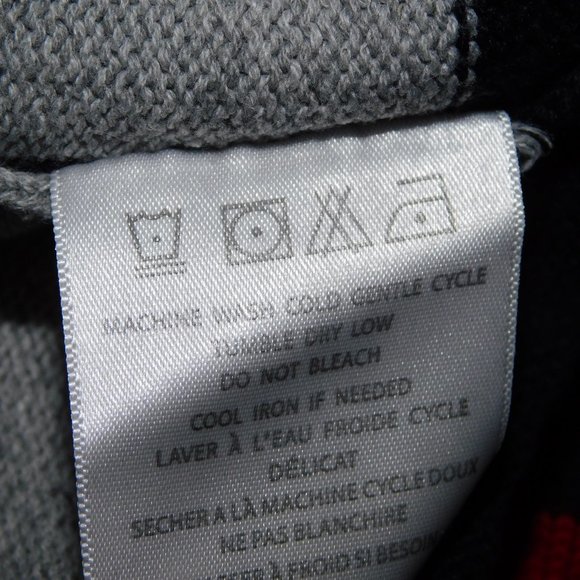 MACHINE WASH COLD GENTLE CYCLE
TUMBLE DRY LOW
DO NOT BLEACH
COOL IRON IF NEEDED
LAVER À L'EAU FROIDE CYCLE
DÉLICAT
SECHER A LÀ MACHINE CYCLE DOUX
NE PAS BLANCHIRE
À FROID SI